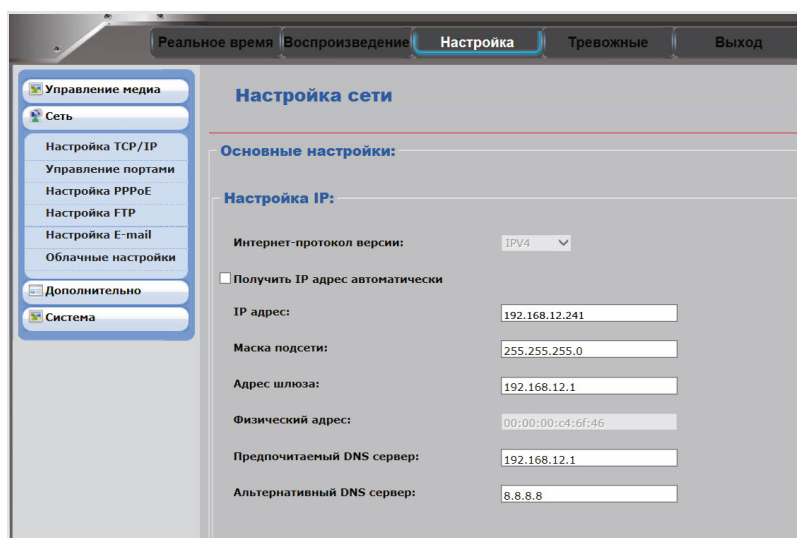 Реальное время Воспроизведение Настройка Тревожные Выход
Управление медиа
Сеть
Настройка TCP/IP
Управление портами
Настройка PPPoE
Настройка FTP
Настройка E-mail
Облачные настройки
Дополнительно
Система
Настройка сети
Основные настройки:
Настройка IP:
Интернет-протокол версии: IPV4
Получить IP адрес автоматически
IP адрес: 192.168.12.241
Маска подсети: 255.255.255.0
Адрес шлюза: 192.168.12.1
Физический адрес: 00:00:00:c4:6f:46
Предпочитаемый DNS сервер: 192.168.12.1
Альтернативный DNS сервер: 8.8.8.8